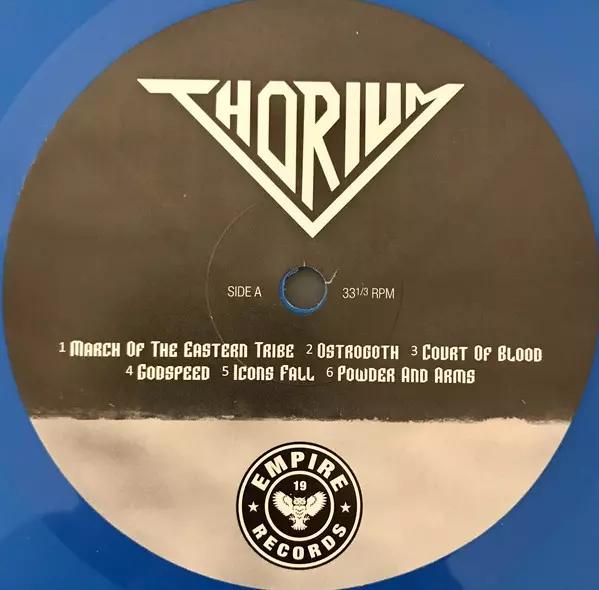 THORIUM
SIDE A 33 1/3 RPM
1 March Of The Eastern Tribe 2 Ostrogoth 3 Court Of Blood
4 Godspeed 5 Icons Fall 6 Powder And Arms
EMPIRE
19
RECORDS